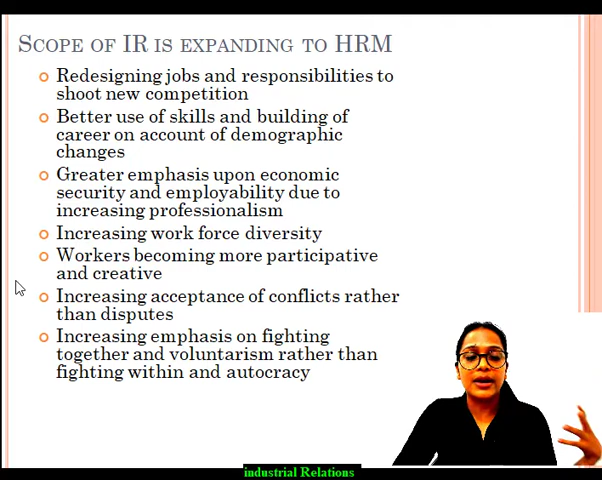 SCOPE OF IR IS EXPANDING TO HRM
Redesigning jobs and responsibilities to
shoot new competition
Better use of skills and building of
career on account of demographic
changes
Greater emphasis upon economic
security and employability due to
increasing professionalism
Increasing work force diversity
Workers becoming more participative
and creative
Increasing acceptance of conflicts rather
than disputes
Increasing emphasis on fighting
together and voluntarism rather than
fighting within and autocracy
industrial Relations